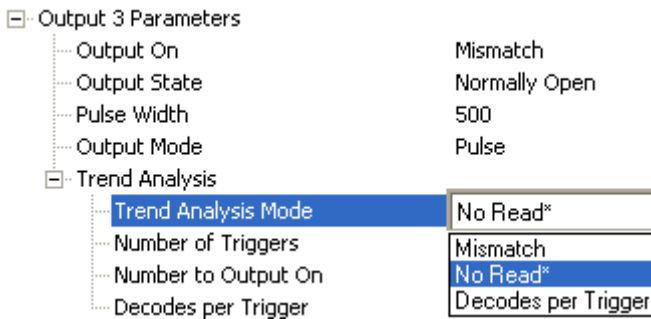 Output 3 Parameters
Output On Mismatch
Output State Normally Open
Pulse Width 500
Output Mode Pulse
Trend Analysis
Trend Analysis Mode No Read*
Number of Triggers Mismatch
Number to Output On No Read*
Decodes per Trigger Decodes per Trigger